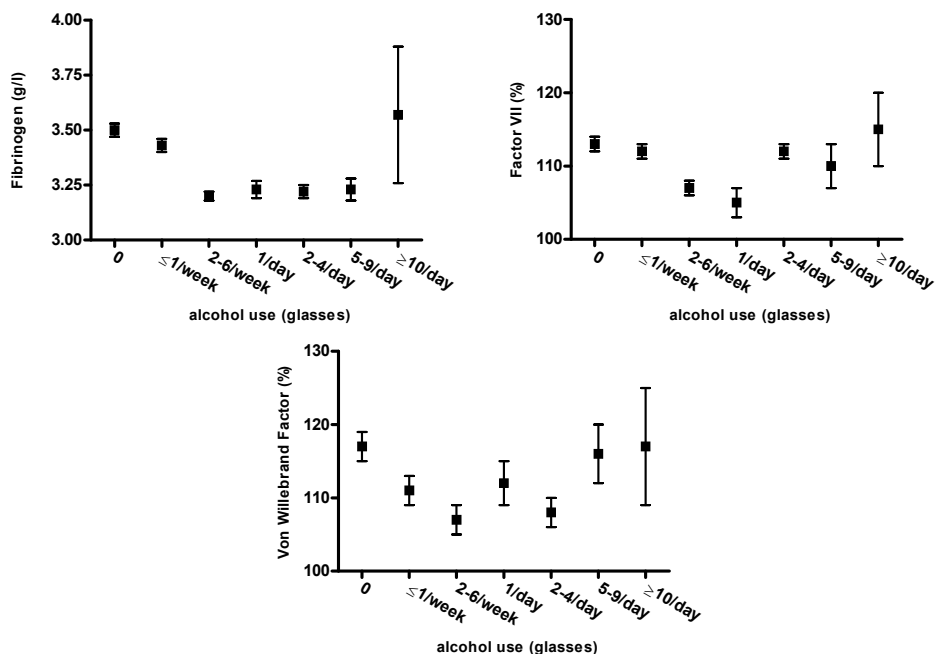 Fibrinogen (g/l)
4.00
3.75
3.50
3.25
3.00
0
≤1/week
2-6/week
1/day
2-4/day
5-9/day
≥10/day
alcohol use (glasses)
Factor VII (%)
130
120
110
100
0
≤1/week
2-6/week
1/day
2-4/day
5-9/day
≥10/day
alcohol use (glasses)
Von Willebrand Factor (%)
130
120
110
100
0
≤1/week
2-6/week
1/day
2-4/day
5-9/day
≥10/day
alcohol use (glasses)